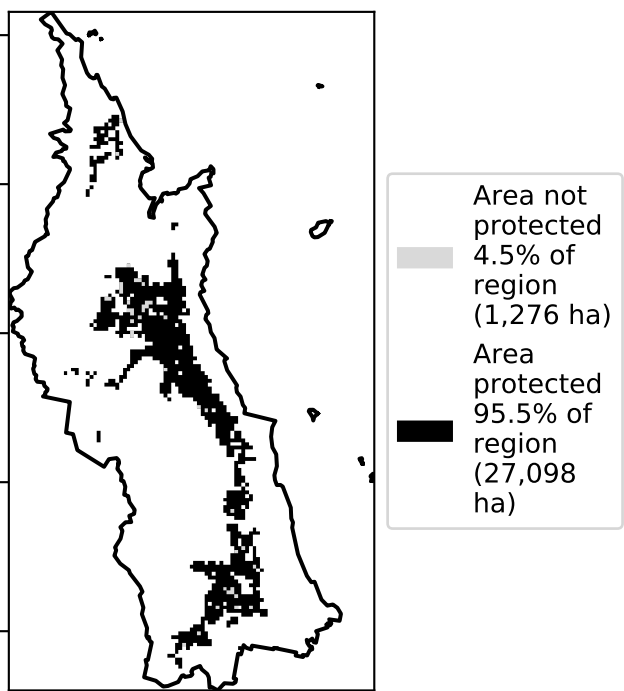 Area not
protected
4.5% of
region
(1,276 ha)
Area
protected
95.5% of
region
(27,098
ha)